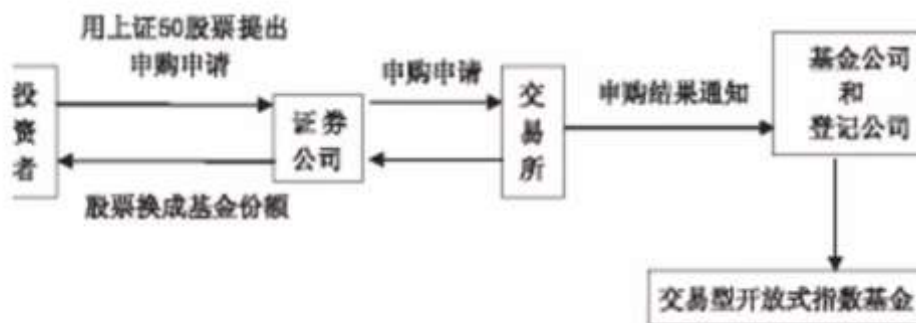 用上证50股票提出
申购申请
投资者
证券
公司
申购申请
交易所
申购结果通知
基金公司
和
登记公司
股票换成基金份额
交易型开放式指数基金